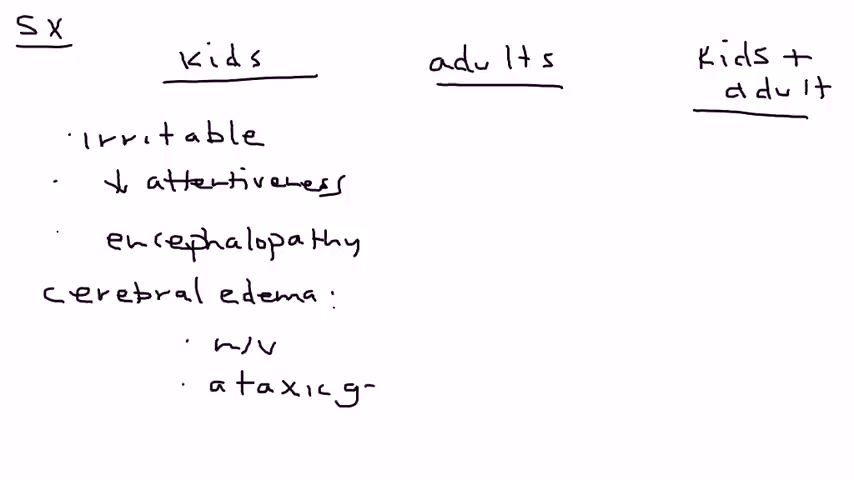 Sx
kids
adults
kids +
adult
· irritable
· ↓ attentiveness
· encephalopathy
cerebral edema:
· n/v
· ataxic g